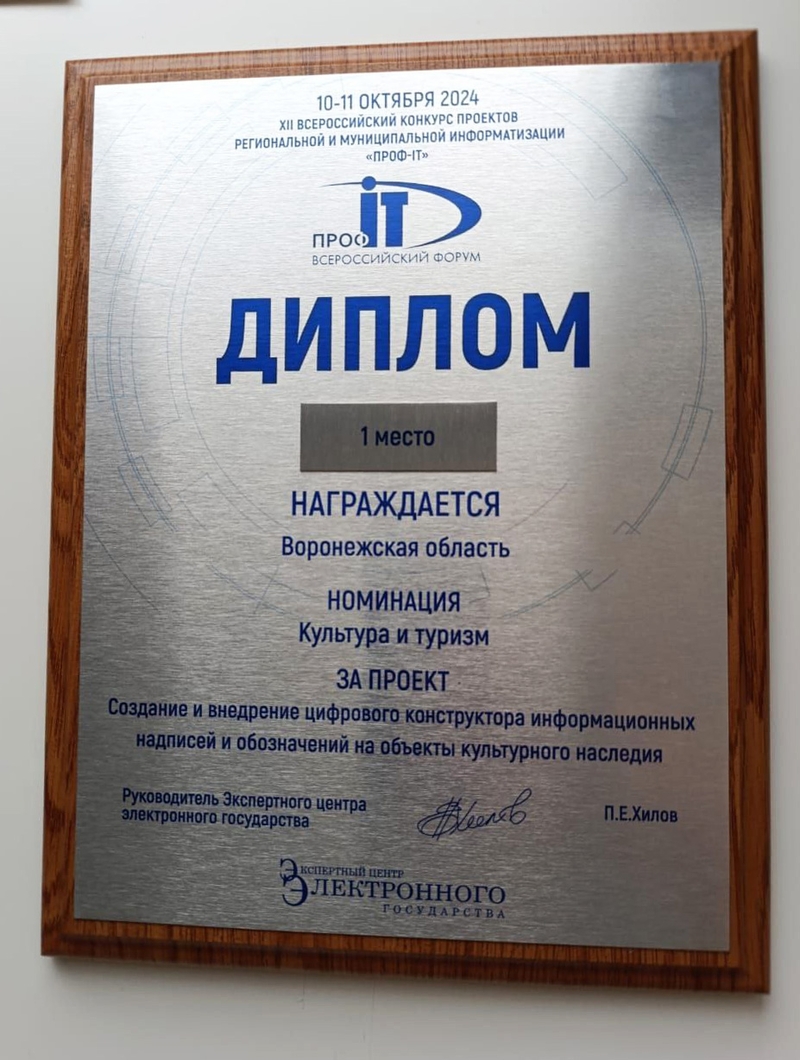 10-11 ОКТЯБРЯ 2024
XII ВСЕРОССИЙСКИЙ КОНКУРС ПРОЕКТОВ
РЕГИОНАЛЬНОЙ И МУНИЦИПАЛЬНОЙ ИНФОРМАТИЗАЦИИ
«ПРОФ-IT»
ПРОФ IT
ВСЕРОССИЙСКИЙ ФОРУМ
ДИПЛОМ
1 место
НАГРАЖДАЕТСЯ
Воронежская область
НОМИНАЦИЯ
Культура и туризм
ЗА ПРОЕКТ
Создание и внедрение цифрового конструктора информационных
надписей и обозначений на объекты культурного наследия
Руководитель Экспертного центра
электронного государства
П.Е.Хилов
ЭКСПЕРТНЫЙ ЦЕНТР
ЭЛЕКТРОННОГО
ГОСУДАРСТВА